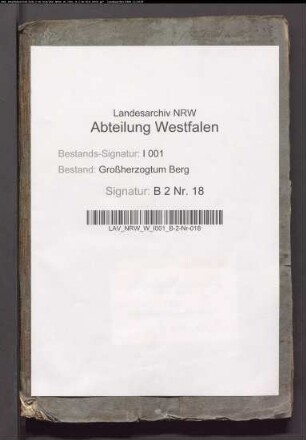 Landesarchiv NRW
Abteilung Westfalen
Bestands-Signatur: I 001
Bestand: Großherzogtum Berg
Signatur: B 2 Nr. 18
LAV_NRW_W_I001_B-2-Nr-018